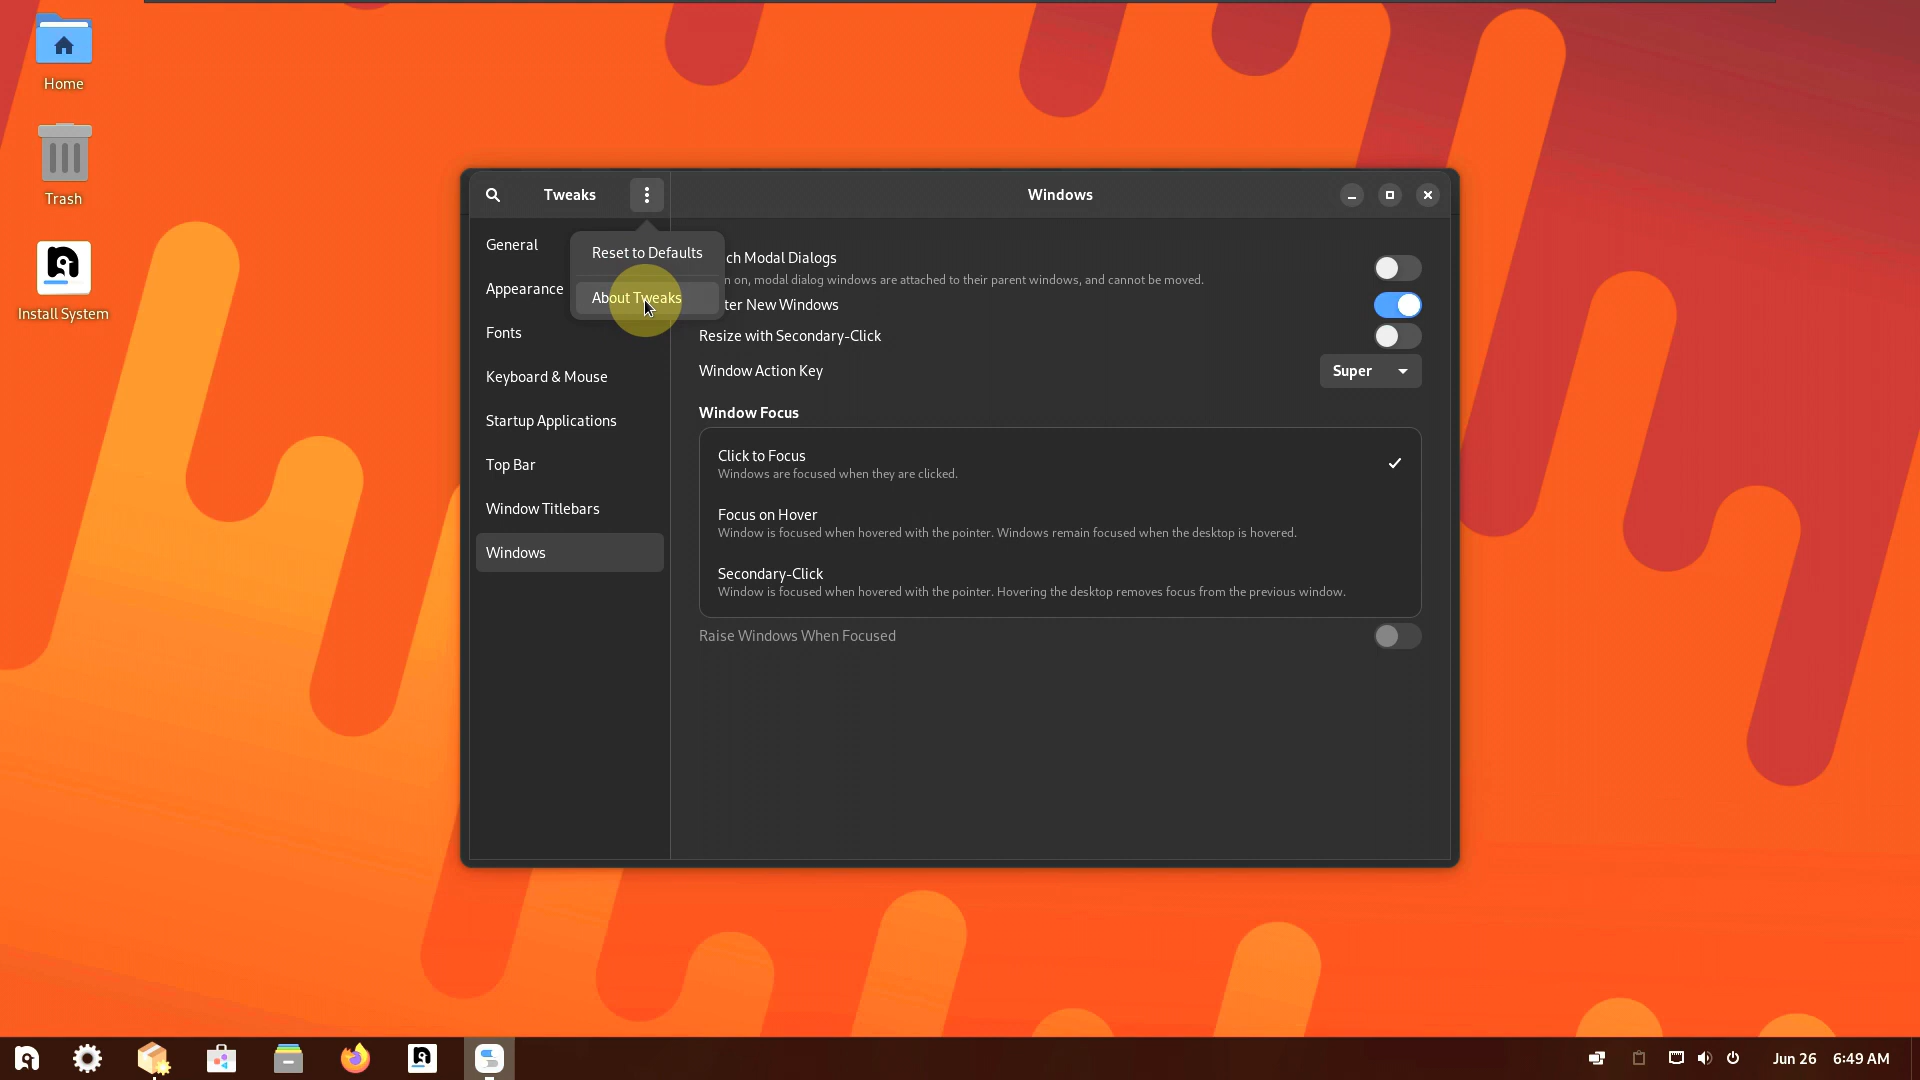 Home
Trash
Install System
Tweaks
Windows
General
Appearance
Fonts
Keyboard & Mouse
Startup Applications
Top Bar
Window Titlebars
Windows
Reset to Defaults
About Tweaks
ch Modal Dialogs
n on, modal dialog windows are attached to their parent windows, and cannot be moved.
ter New Windows
Resize with Secondary-Click
Window Action Key
Super
Window Focus
Click to Focus
Windows are focused when they are clicked.
Focus on Hover
Window is focused when hovered with the pointer. Windows remain focused when the desktop is hovered.
Secondary-Click
Window is focused when hovered with the pointer. Hovering the desktop removes focus from the previous window.
Raise Windows When Focused
Jun 26 6:49 AM